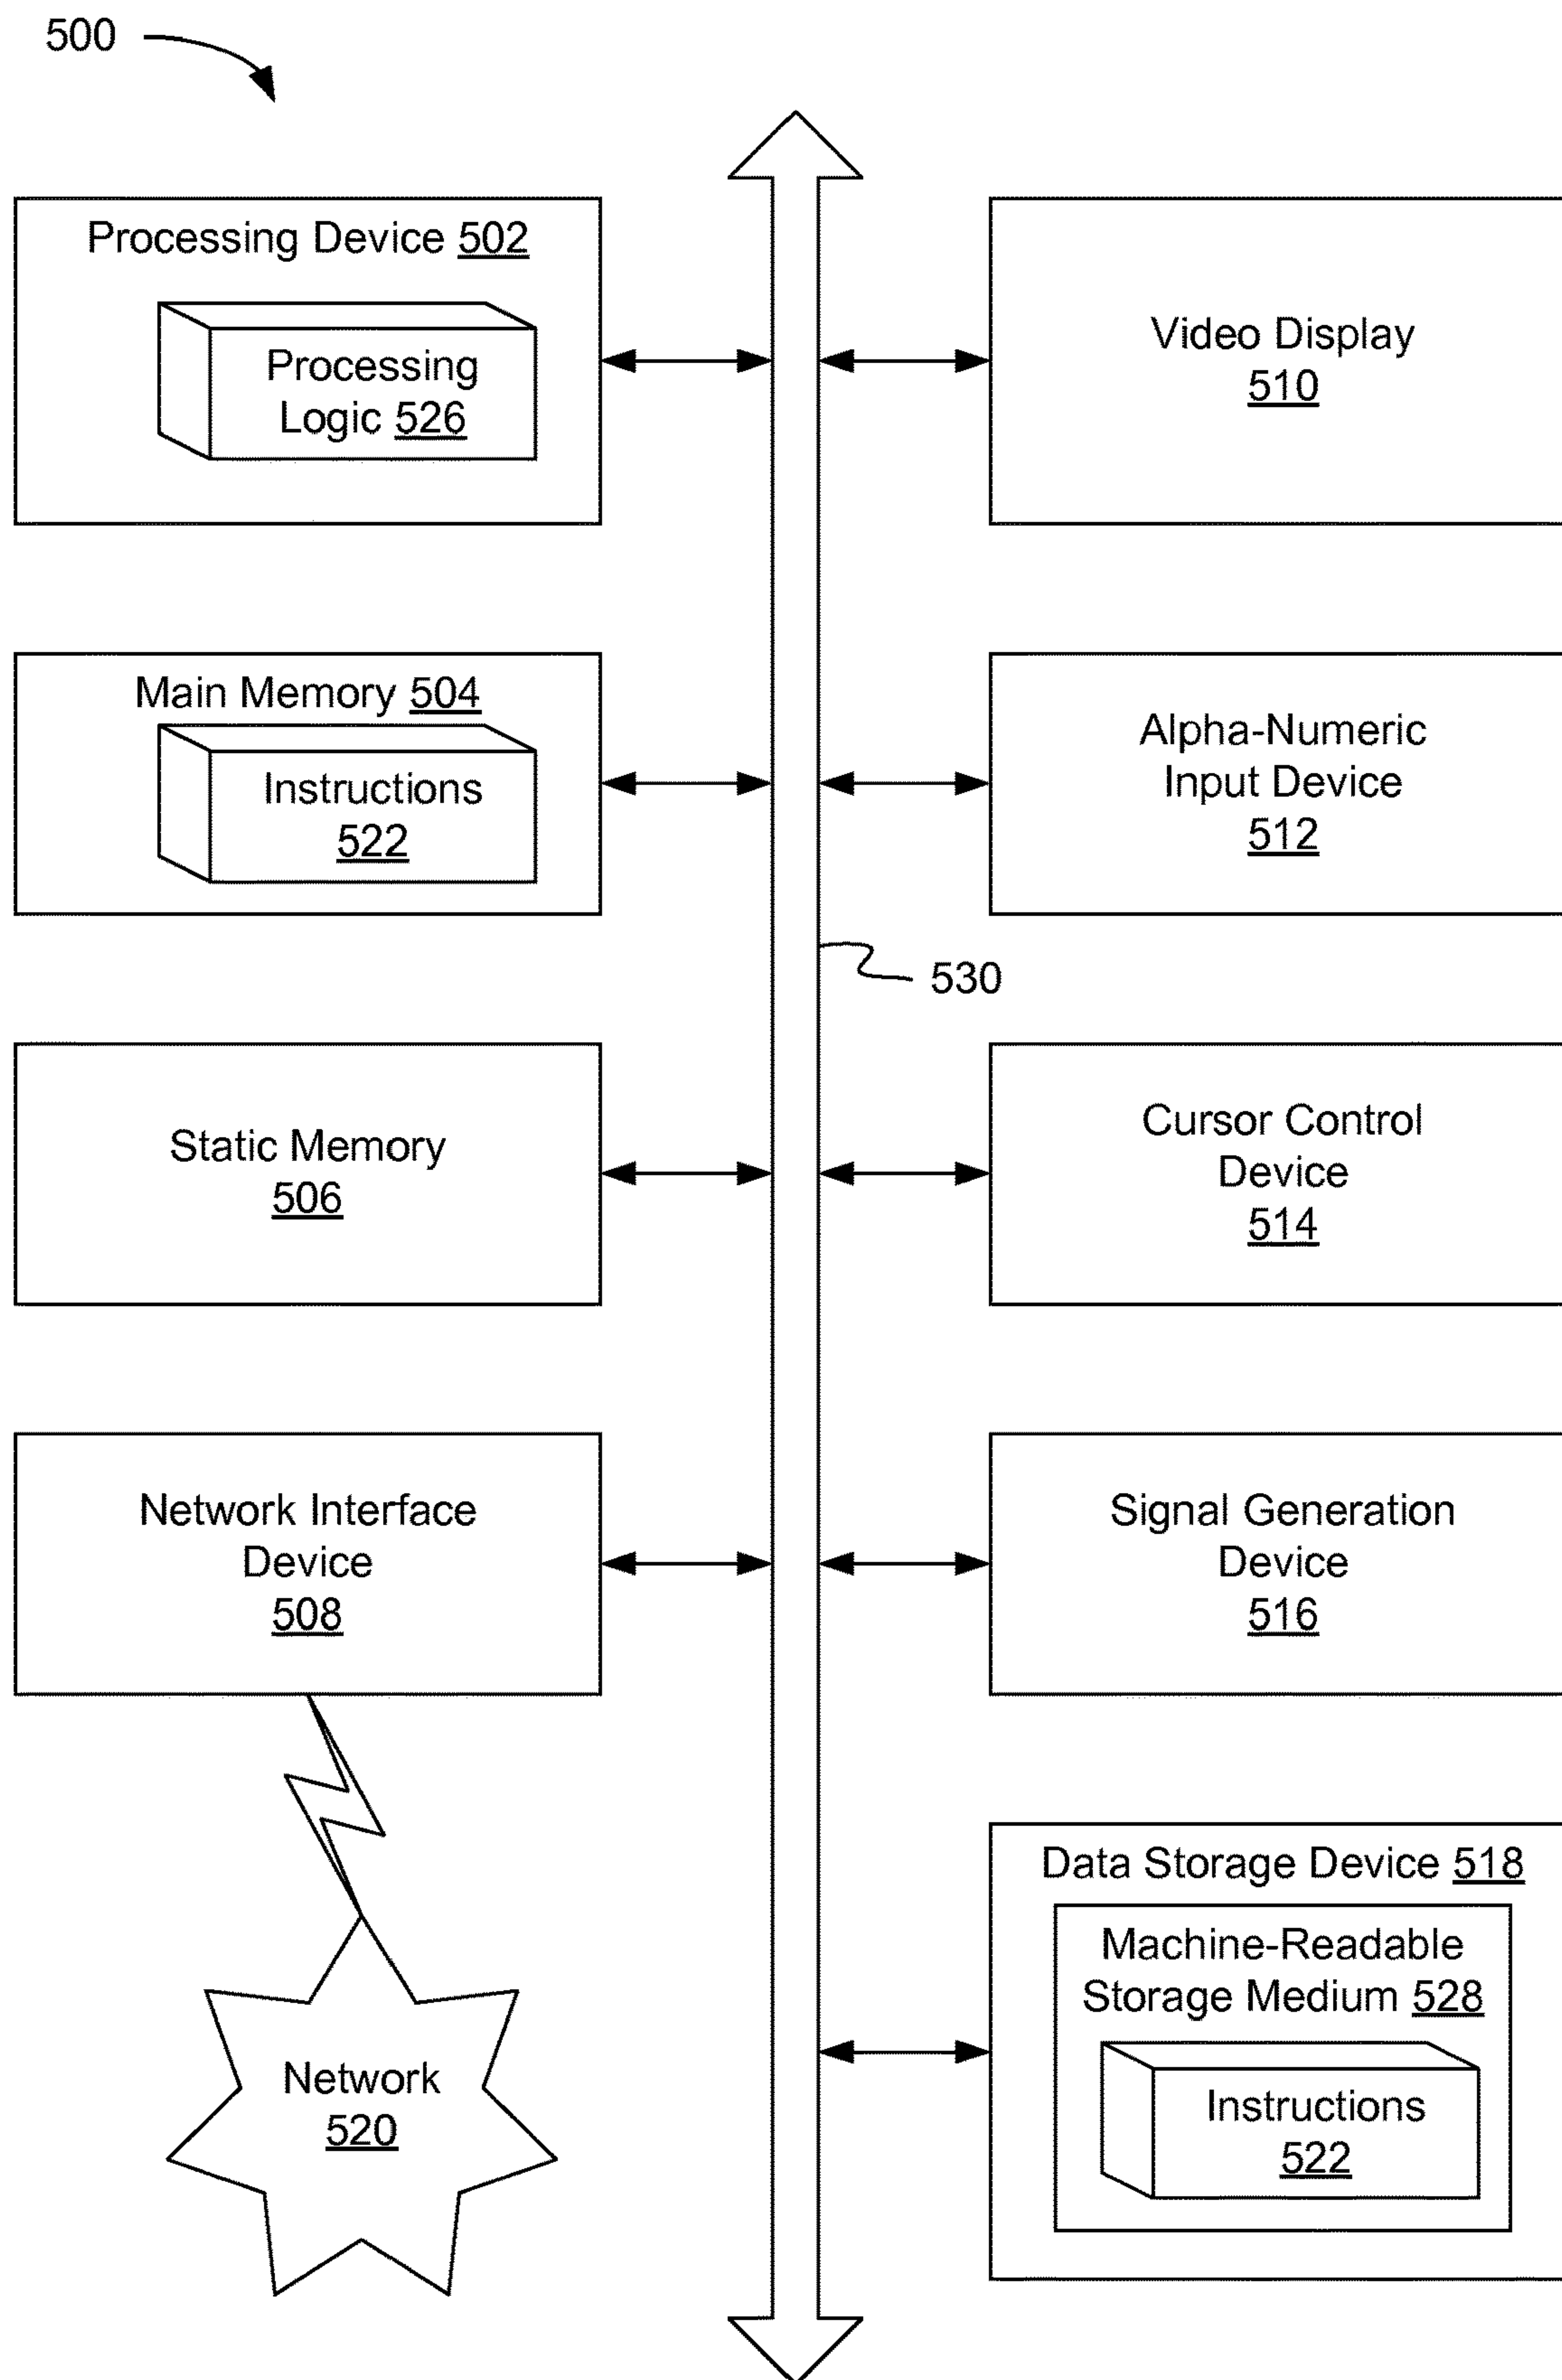 500
Processing Device 502
Processing
Logic 526
Video Display
510
Main Memory 504
Instructions
522
Alpha-Numeric
Input Device
512
530
Static Memory
506
Cursor Control
Device
514
Network Interface
Device
508
Signal Generation
Device
516
Data Storage Device 518
Machine-Readable
Storage Medium 528
Instructions
522
Network
520